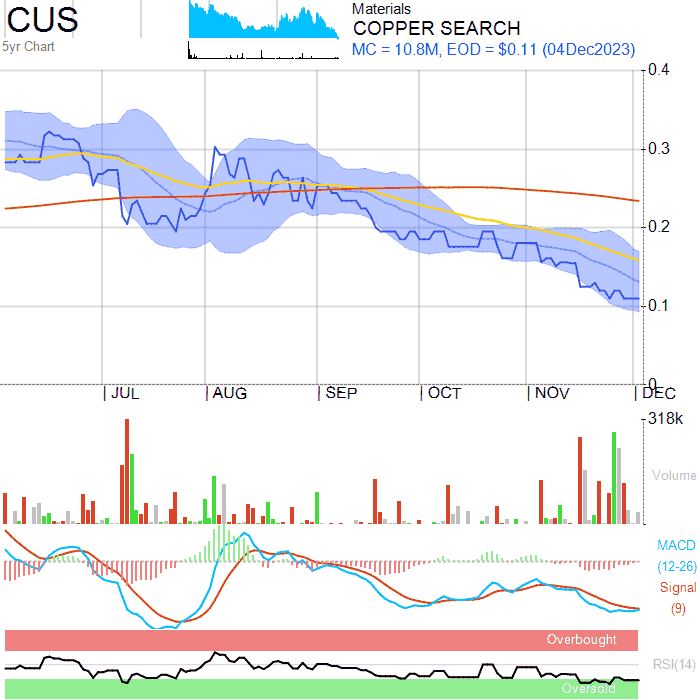 CUS
5yr Chart
Materials
COPPER SEARCH
MC = 10.8M, EOD = $0.11 (04Dec2023)
0.4
0.3
0.2
0.1
0
JUL AUG SEP OCT NOV DEC
318k
Volume
MACD
(12-26)
Signal
(9)
Overbought
RSI(14)
Oversold